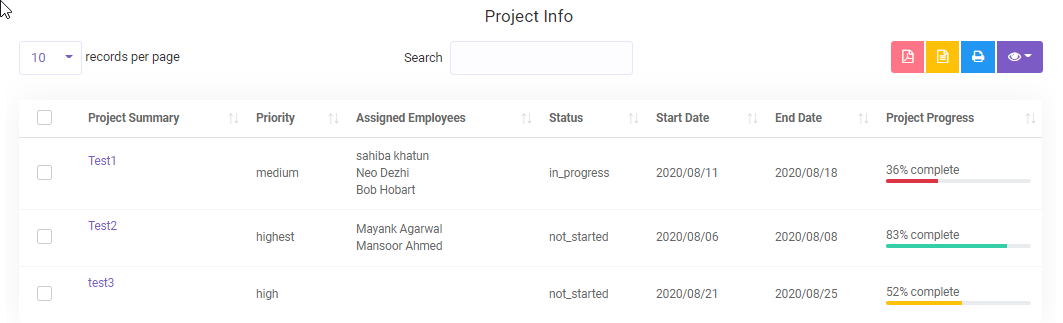 Project Info
10 records per page Search
Project Summary Priority Assigned Employees Status Start Date End Date Project Progress
Test1 medium sahiba khatun in_progress 2020/08/11 2020/08/18 36% complete
Neo Dezhi
Bob Hobart
Test2 highest Mayank Agarwal not_started 2020/08/06 2020/08/08 83% complete
Mansoor Ahmed
test3 high not_started 2020/08/21 2020/08/25 52% complete